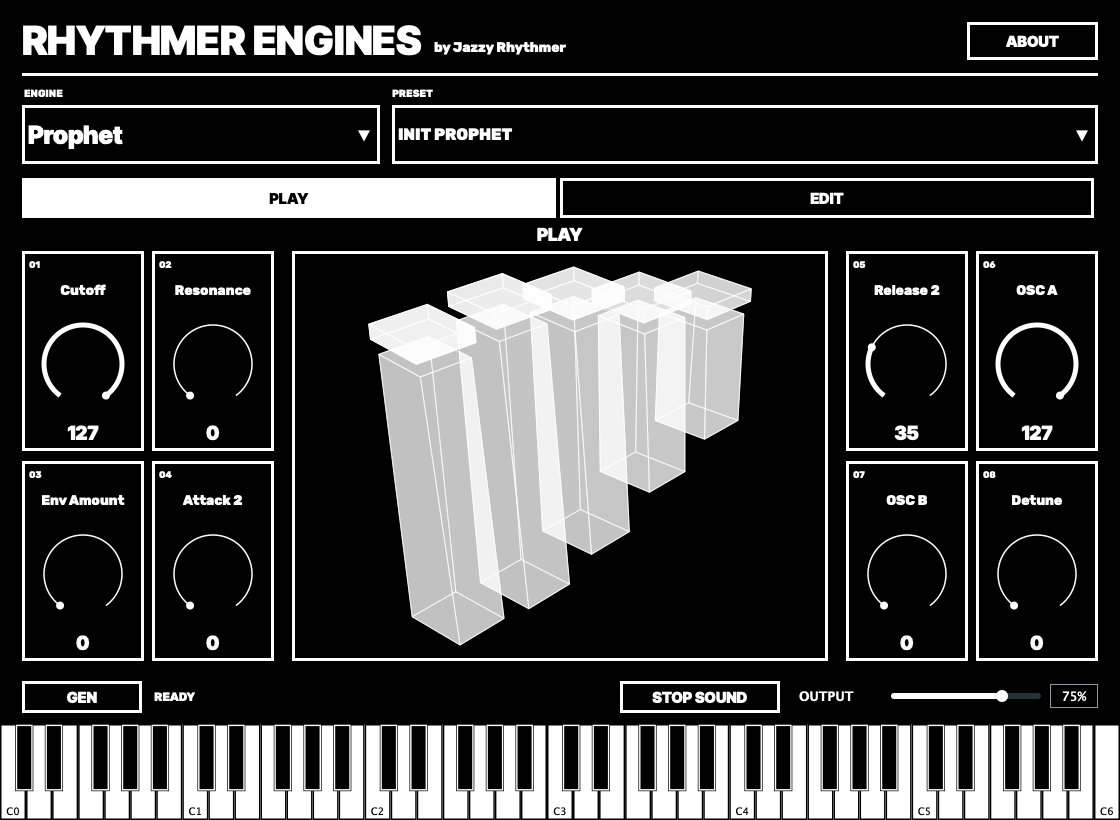 RHYTHMER ENGINES by Jazzy Rhythmer
ABOUT
ENGINE
PRESET
Prophet ▼
INIT PROPHET ▼
PLAY
EDIT
PLAY
01
Cutoff
127
02
Resonance
0
03
Env Amount
0
04
Attack 2
0
05
Release 2
35
06
OSC A
127
07
OSC B
0
08
Detune
0
GEN
READY
STOP SOUND
OUTPUT
75%
C0 C1 C2 C3 C4 C5 C6